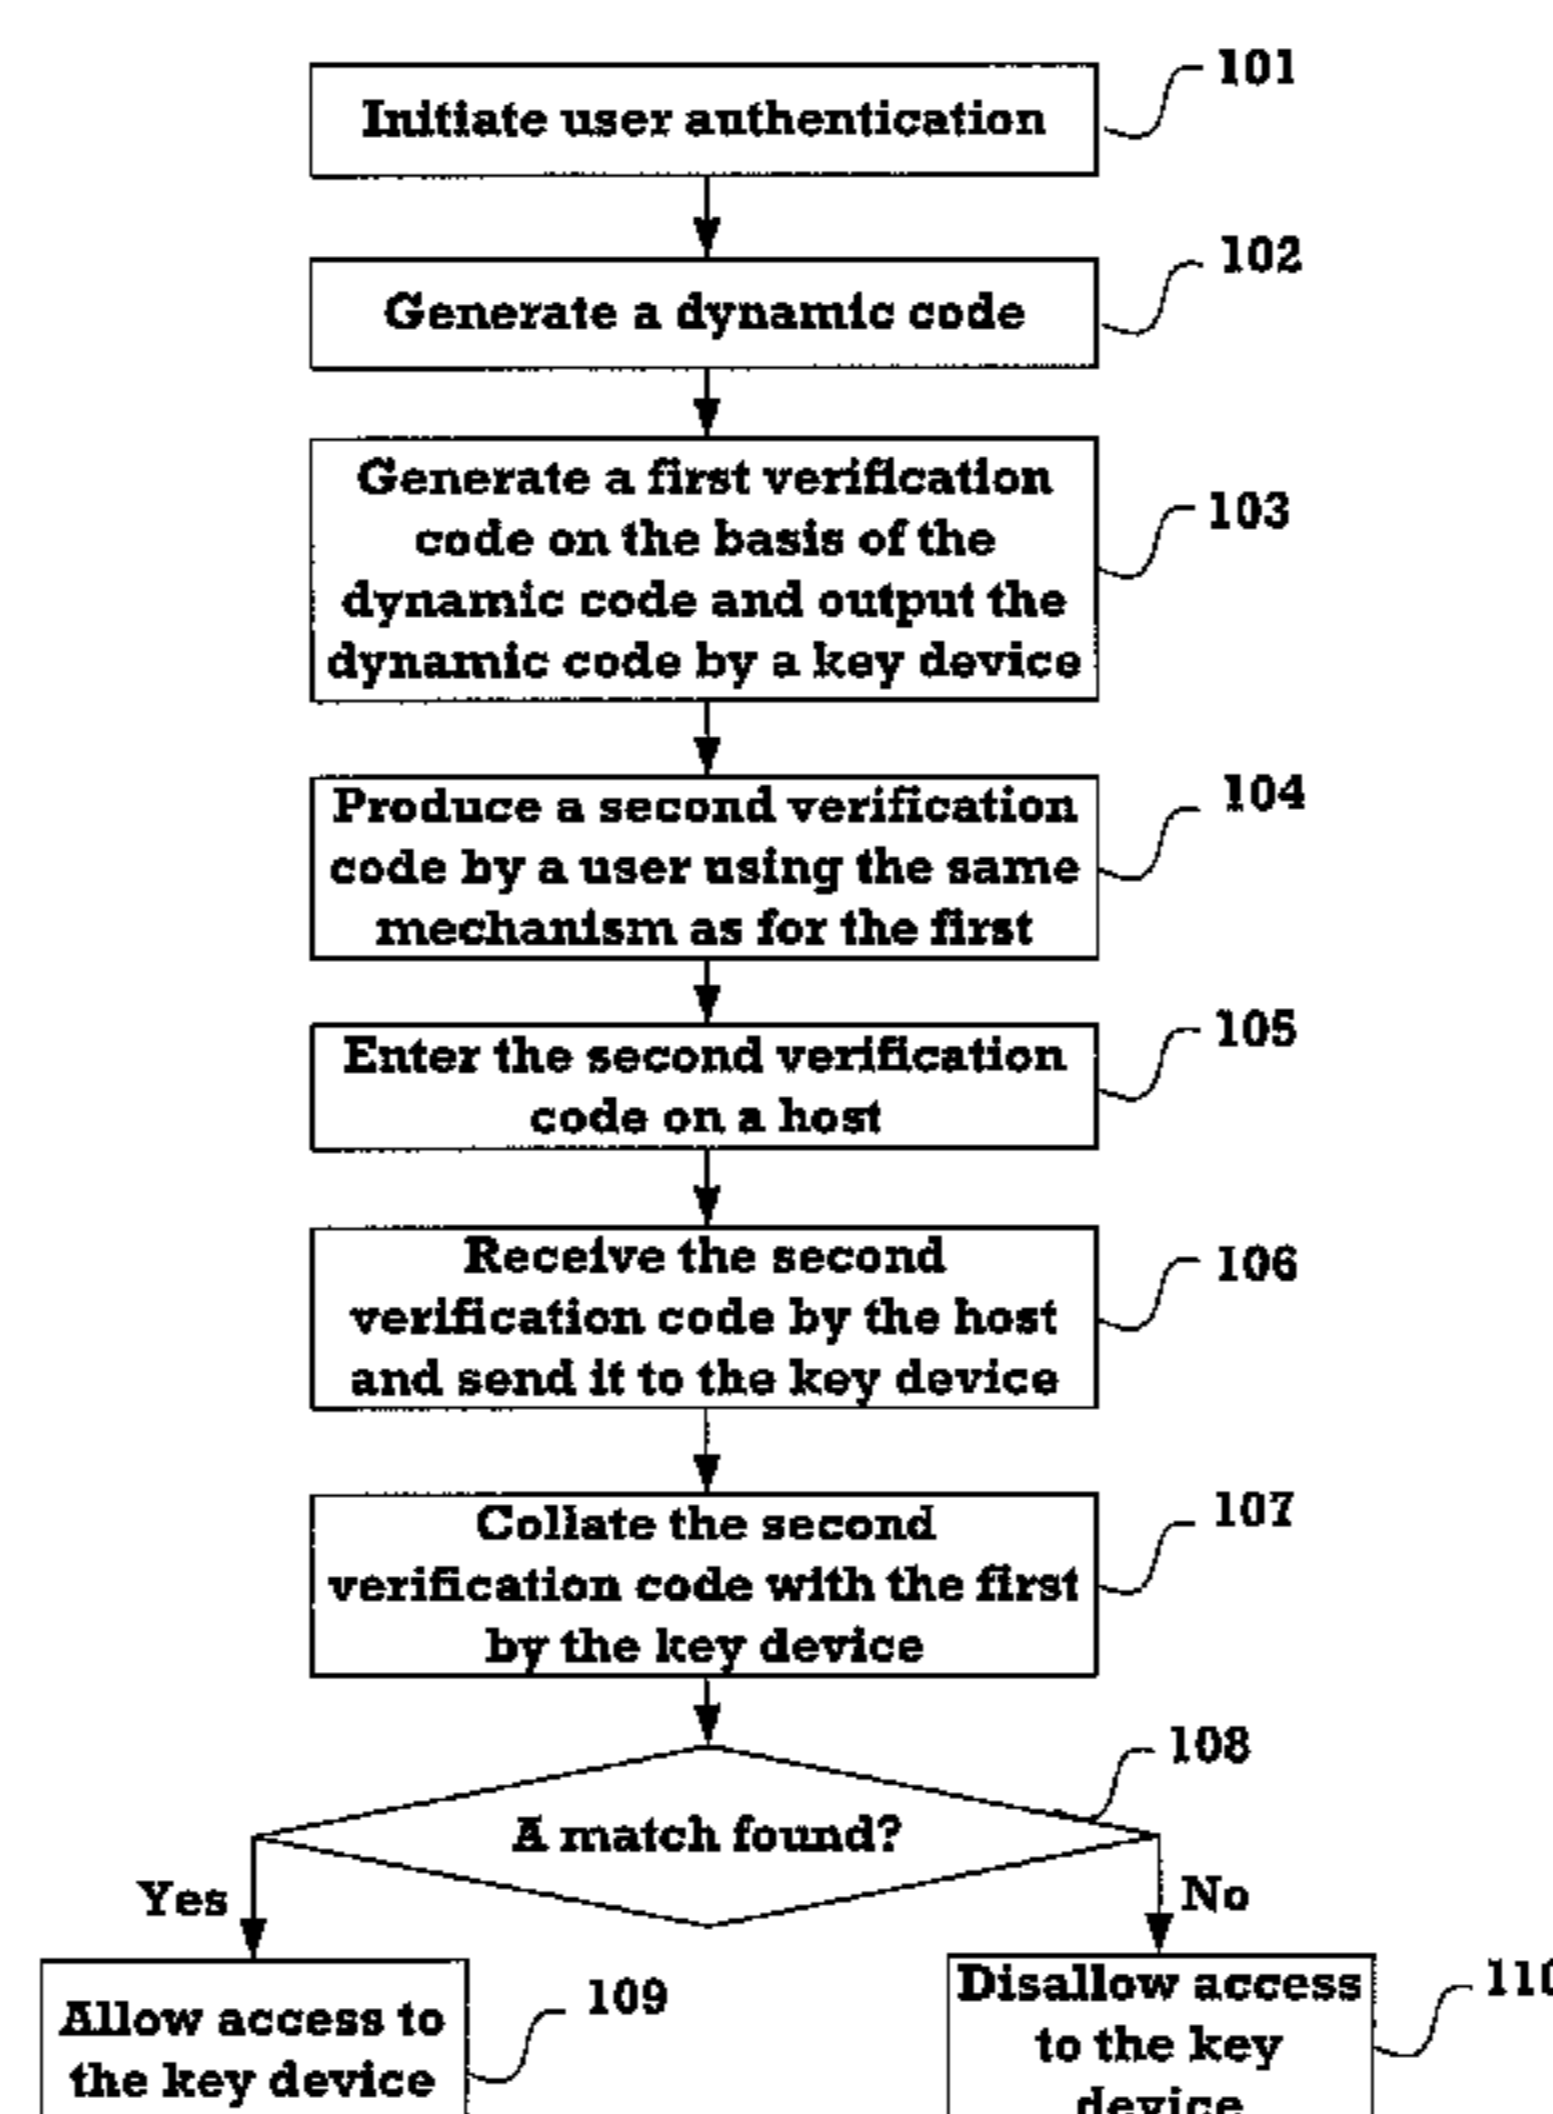 101
Initiate user authentication
102
Generate a dynamic code
103
Generate a first verification
code on the basis of the
dynamic code and output the
dynamic code by a key device
104
Produce a second verification
code by a user using the same
mechanism as for the first
105
Enter the second verification
code on a host
106
Receive the second
verification code by the host
and send it to the key device
107
Collate the second
verification code with the first
by the key device
108
A match found?
Yes
No
109
Allow access to
the key device
110
Disallow access
to the key
device